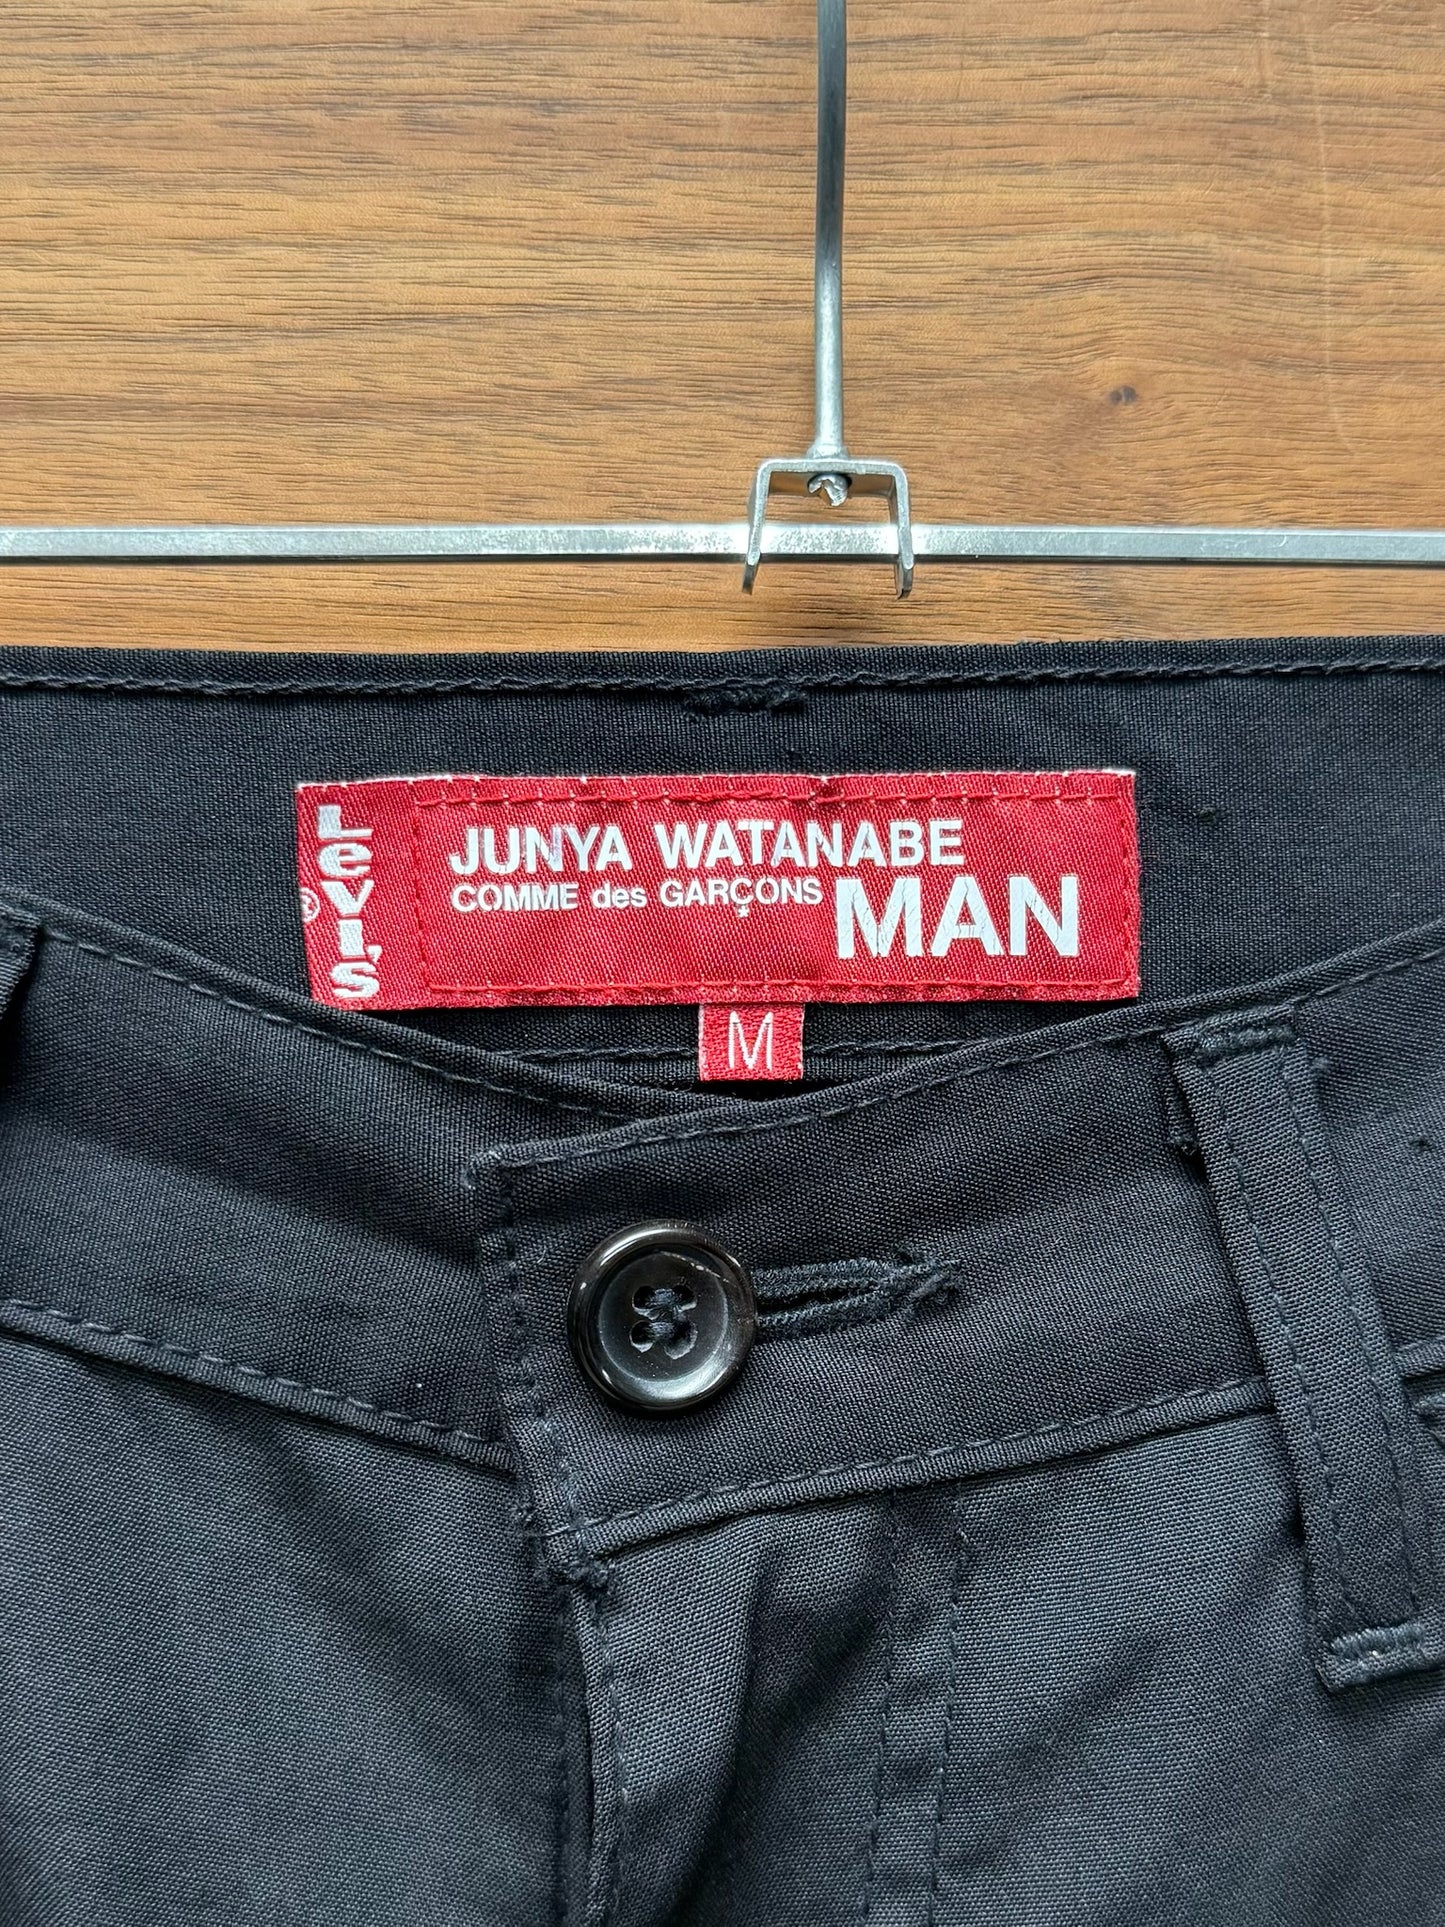 Levi's
®
JUNYA WATANABE
COMME des GARÇONS MAN
M